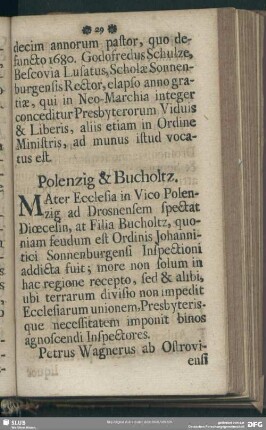 29
decim annorum pastor, quo de-
functo 1680. Godofredus Schulze,
Bescovia Lusatus, Scholæ Sonnen-
burgensis Rector, elapso anno gra-
tiæ, qui in Neo-Marchia integer
conceditur Presbyterorum Viduis
& Liberis, aliis etiam in Ordine
Ministris, ad munus istud voca-
tus est.
Polenzig & Bucholtz.
MAter Ecclesia in Vico Polen-
zig ad Drosnensem spectat
Diœcesin, at Filia Bucholtz, quo-
niam feudum est Ordinis Johanni-
tici Sonnenburgensi Inspectioni
addicta fuit; more non solum in
hac regione recepto, sed & alibi,
ubi terrarum divisio non impedit
Ecclesiarum unionem, Presbyteris-
que necessitatem imponit binos
agnoscendi Inspectores.
Petrus Wagnerus ab Ostrovi-
ensi
SLUB
DFG